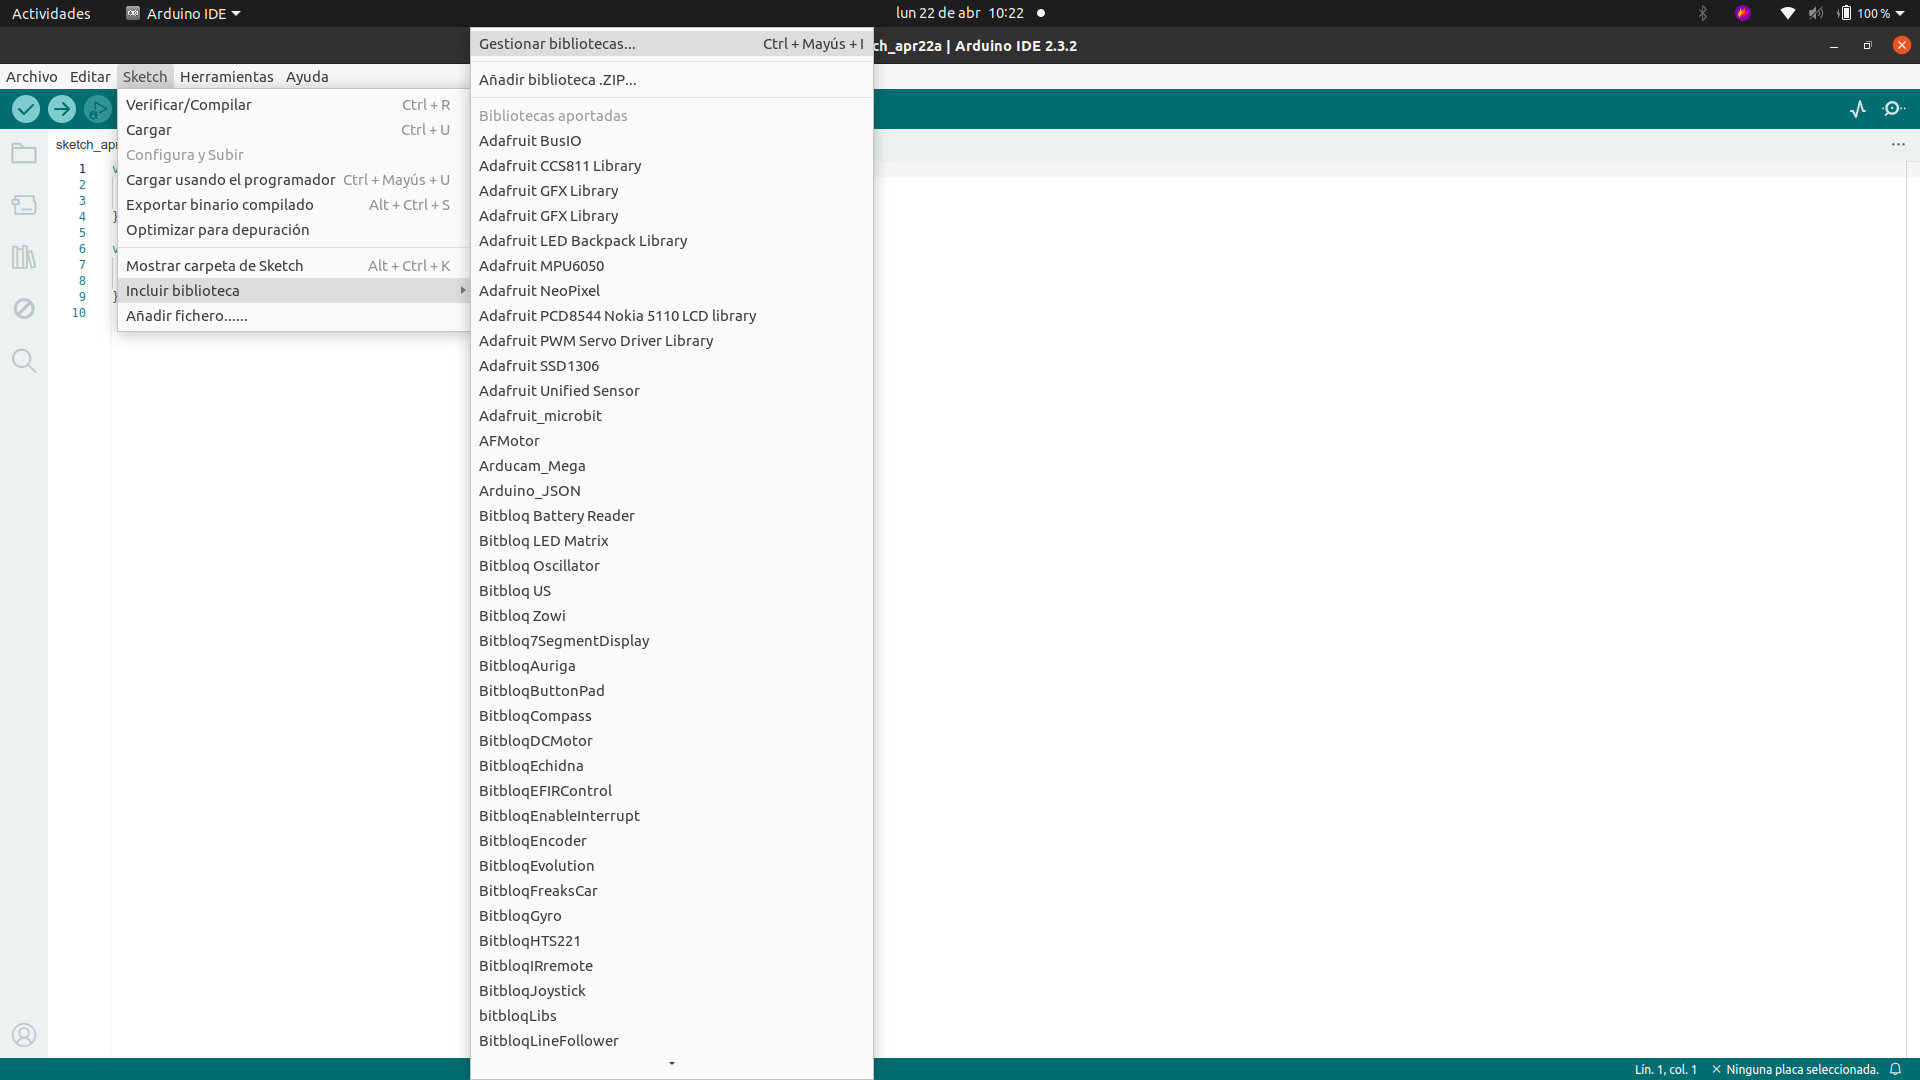 Actividades
Arduino IDE
lun 22 de abr 10:22
100 %
ch_apr22a | Arduino IDE 2.3.2
Archivo Editar Sketch Herramientas Ayuda
Verificar/Compilar Ctrl + R
Cargar Ctrl + U
Configura y Subir
Cargar usando el programador Ctrl + Mayús + U
Exportar binario compilado Alt + Ctrl + S
Optimizar para depuración
Mostrar carpeta de Sketch Alt + Ctrl + K
Incluir biblioteca
Añadir fichero......
sketch_apr
1 v
2
3
4 }
5
6 v
7
8
9 }
10
Gestionar bibliotecas... Ctrl + Mayús + I
Añadir biblioteca .ZIP...
Bibliotecas aportadas
Adafruit BusIO
Adafruit CCS811 Library
Adafruit GFX Library
Adafruit GFX Library
Adafruit LED Backpack Library
Adafruit MPU6050
Adafruit NeoPixel
Adafruit PCD8544 Nokia 5110 LCD library
Adafruit PWM Servo Driver Library
Adafruit SSD1306
Adafruit Unified Sensor
Adafruit_microbit
AFMotor
Arducam_Mega
Arduino_JSON
Bitbloq Battery Reader
Bitbloq LED Matrix
Bitbloq Oscillator
Bitbloq US
Bitbloq Zowi
Bitbloq7SegmentDisplay
BitbloqAuriga
BitbloqButtonPad
BitbloqCompass
BitbloqDCMotor
BitbloqEchidna
BitbloqEFIRControl
BitbloqEnableInterrupt
BitbloqEncoder
BitbloqEvolution
BitbloqFreaksCar
BitbloqGyro
BitbloqHTS221
BitbloqIRremote
BitbloqJoystick
bitbloqLibs
BitbloqLineFollower
Lín. 1, col. 1
Ninguna placa seleccionada.